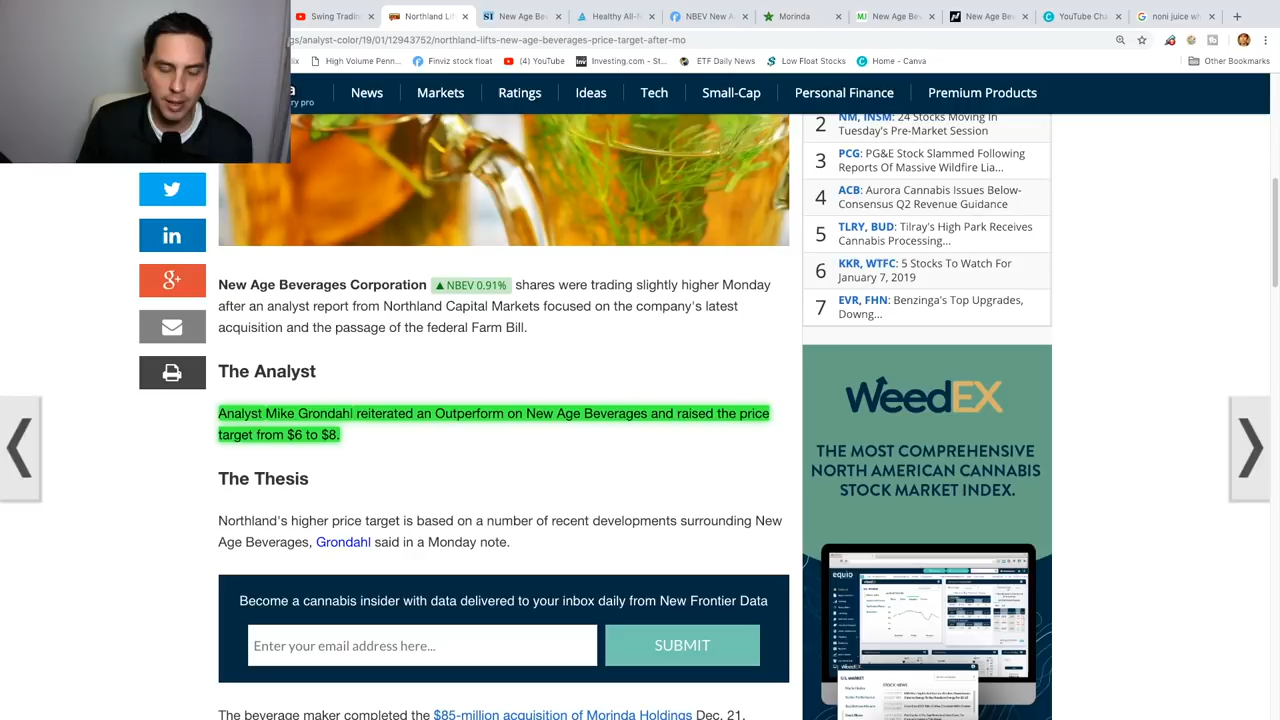 Swing Tradin
Northland Lif
New Age Be
Healthy All-N
NBEV New A
Morinda
New Age Be
New Age Be
YouTube Cha
noni juice wh
gs/analyst-color/19/01/12943752/northland-lifts-new-age-beverages-price-target-after-mo
High Volume Penn...
Finviz stock float
(4) YouTube
Investing.com - St...
ETF Daily News
Low Float Stocks
Home - Canva
Other Bookmarks
ry pro
News
Markets
Ratings
Ideas
Tech
Small-Cap
Personal Finance
Premium Products
2 NM, INSM: 24 Stocks Moving In
Tuesday's Pre-Market Session
3 PCG: PG&E Stock Slammed Following
Reports Of Massive Wildfire Lia...
4 ACB: Aurora Cannabis Issues Below-
Consensus Q2 Revenue Guidance
5 TLRY, BUD: Tilray's High Park Receives
Cannabis Processing...
6 KKR, WTFC: 5 Stocks To Watch For
January 7, 2019
7 EVR, FHN: Benzinga's Top Upgrades,
Downg...
New Age Beverages Corporation ▲ NBEV 0.91% shares were trading slightly higher Monday
after an analyst report from Northland Capital Markets focused on the company's latest
acquisition and the passage of the federal Farm Bill.
The Analyst
Analyst Mike Grondahl reiterated an Outperform on New Age Beverages and raised the price
target from $6 to $8.
The Thesis
Northland's higher price target is based on a number of recent developments surrounding New
Age Beverages, Grondahl said in a Monday note.
nabis insider with data delivered to your inbox daily from New Frontier Data
Enter your email address here...
SUBMIT
The beverage maker completed the $85-million acquisition of Morinda Holdings Dec. 21.
WeedEX
THE MOST COMPREHENSIVE
NORTH AMERICAN CANNABIS
STOCK MARKET INDEX.
equio
WeedEX